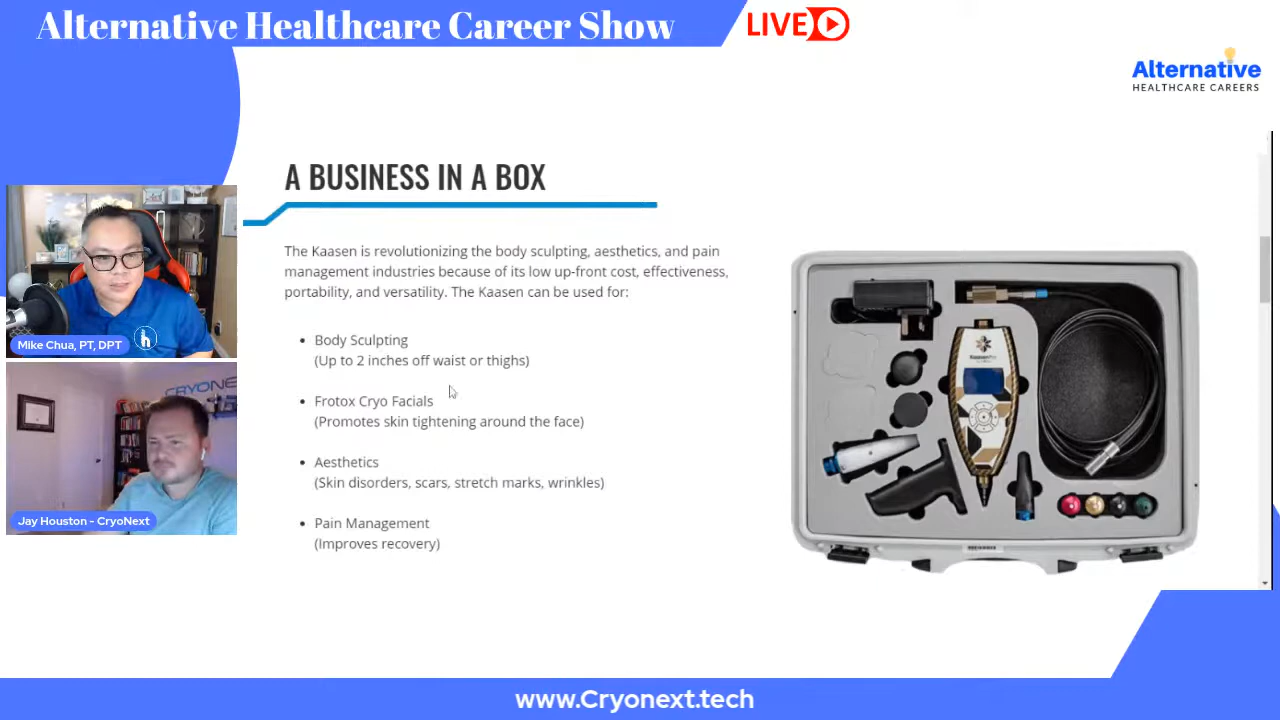 Alternative Healthcare Career Show
LIVE
Alternative
HEALTHCARE CAREERS
A BUSINESS IN A BOX
The Kaasen is revolutionizing the body sculpting, aesthetics, and pain
management industries because of its low up-front cost, effectiveness,
portability, and versatility. The Kaasen can be used for:
• Body Sculpting
(Up to 2 inches off waist or thighs)
• Frotox Cryo Facials
(Promotes skin tightening around the face)
• Aesthetics
(Skin disorders, scars, stretch marks, wrinkles)
• Pain Management
(Improves recovery)
Mike Chua, PT, DPT
CRYONEX
Jay Houston - CryoNext
www.Cryonext.tech